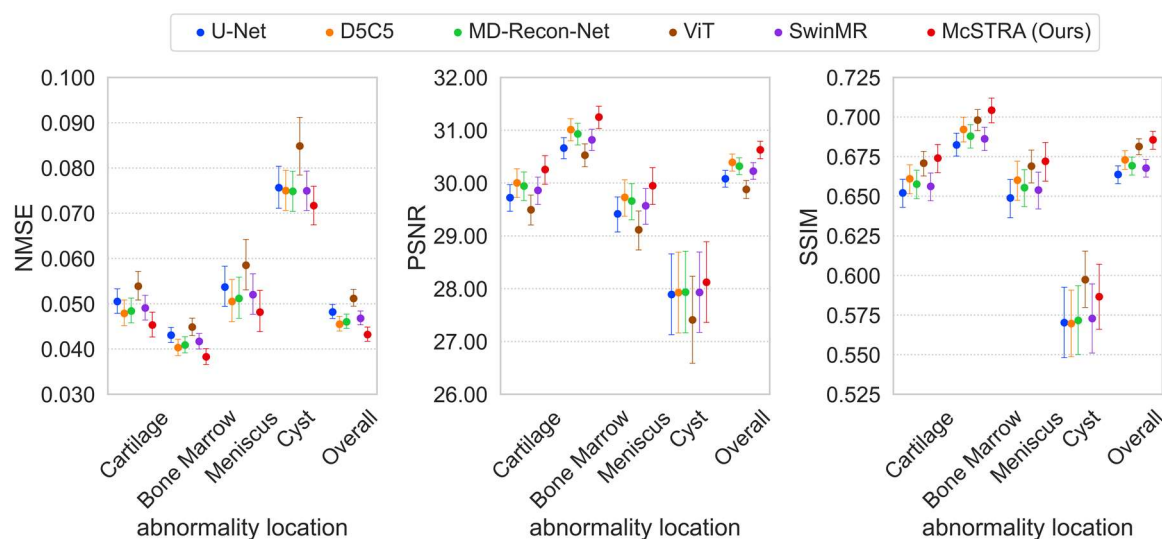 U-Net D5C5 MD-Recon-Net ViT SwinMR McSTRA (Ours)
NMSE
0.100
0.090
0.080
0.070
0.060
0.050
0.040
0.030
Cartilage
Bone Marrow
Meniscus
Cyst
Overall
abnormality location
PSNR
32.00
31.00
30.00
29.00
28.00
27.00
26.00
Cartilage
Bone Marrow
Meniscus
Cyst
Overall
abnormality location
SSIM
0.725
0.700
0.675
0.650
0.625
0.600
0.575
0.550
0.525
Cartilage
Bone Marrow
Meniscus
Cyst
Overall
abnormality location